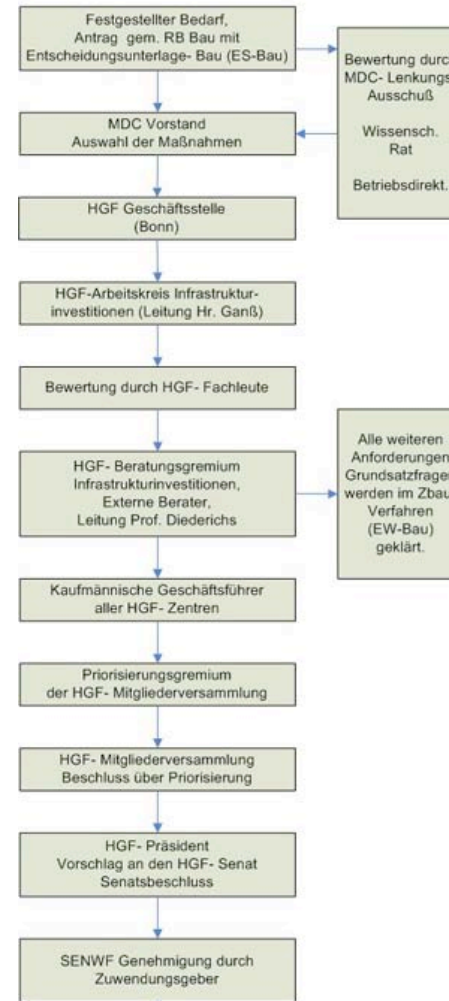 Festgestellter Bedarf,
Antrag gem. RB Bau mit
Entscheidungsunterlage- Bau (ES-Bau)
Bewertung durc
MDC- Lenkungs
Ausschuß
Wissensch.
Rat
Betriebsdirekt.
MDC Vorstand
Auswahl der Maßnahmen
HGF Geschäftsstelle
(Bonn)
HGF-Arbeitskreis Infrastruktur-
investitionen (Leitung Hr. Ganß)
Bewertung durch HGF- Fachleute
HGF- Beratungsgremium
Infrastrukturinvestitionen,
Externe Berater,
Leitung Prof. Diederichs
Alle weiteren
Anforderungen
Grundsatzfragen
werden im Zbau
Verfahren
(EW-Bau)
geklärt.
Kaufmännische Geschäftsführer
aller HGF- Zentren
Priorisierungsgremium
der HGF- Mitgliederversammlung
HGF- Mitgliederversammlung
Beschluss über Priorisierung
HGF- Präsident
Vorschlag an den HGF- Senat
Senatsbeschluss
SENWF Genehmigung durch
Zuwendungsgeber